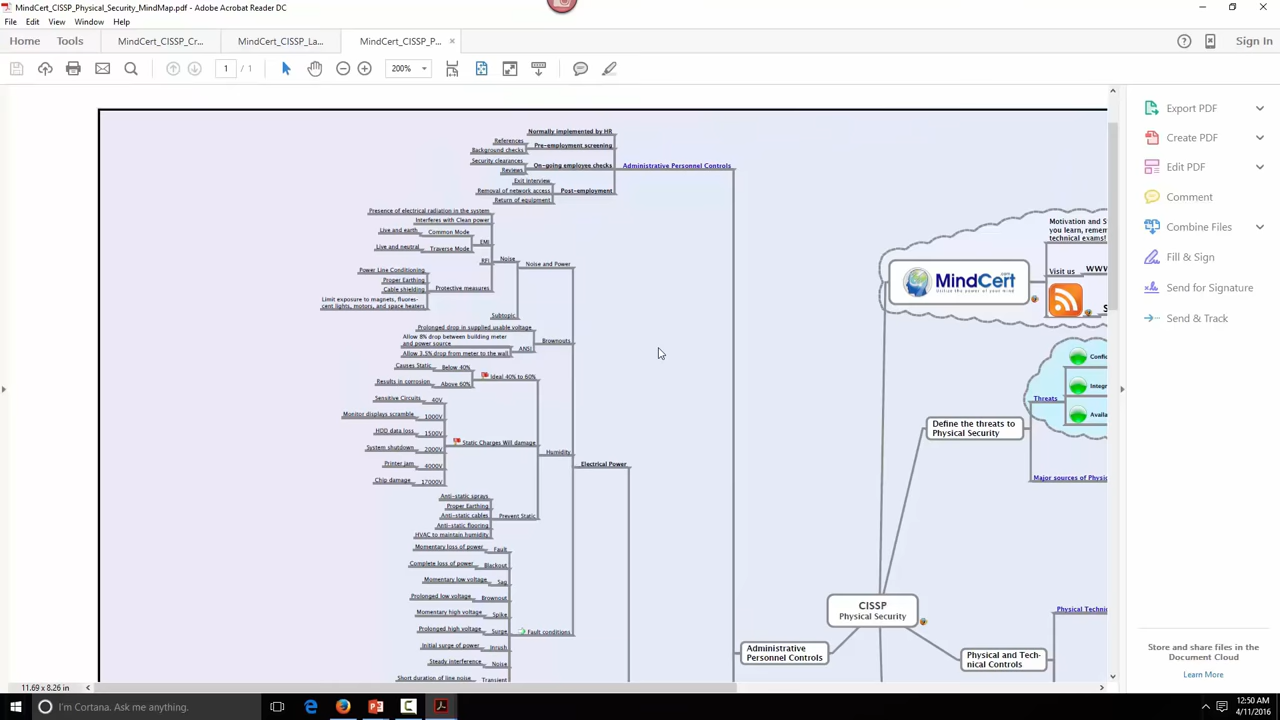 MindCert_CISSP_Physical_Security_MindMap.pdf - Adobe Acrobat Reader DC
File Edit View Window Help
Home Tools MindCert_CISSP_Cr... MindCert_CISSP_La... MindCert_CISSP_P... × Sign In
1 / 1 200%
Normally implemented by HR
References
Pre-employment screening
Background checks
Security clearances
On-going employee checks
Administrative Personnel Controls
Reviews
Exit interview
Removal of network access
Post-employment
Return of equipment
Presence of electrical radiation in the system
Interferes with Clean power
Live and earth
Common Mode
EMI
Live and neutral
Traverse Mode
RFI
Noise
Noise and Power
Power Line Conditioning
Proper Earthing
Cable shielding
Protective measures
Limit exposure to magnets, fluores-
cent lights, motors, and space heaters
Subtopic
Prolonged drop in supplied usable voltage
Brownouts
Allow 8% drop between building meter
and power source
ANSI
Allow 3.5% drop from meter to the wall
Causes Static
Below 40%
Ideal 40% to 60%
Results in corrosion
Above 60%
Sensitive Circuits
40V
Monitor displays scramble
1000V
HDD data loss
1500V
Static Charges Will damage
System shutdown
2000V
Humidity
Printer jam
4000V
Electrical Power
Chip damage
17000V
Anti-static sprays
Proper Earthing
Anti-static cables
Prevent Static
Anti-static flooring
HVAC to maintain humidity
Momentary loss of power
Fault
Complete loss of power
Blackout
Momentary low voltage
Sag
Prolonged low voltage
Brownout
Momentary high voltage
Spike
Prolonged high voltage
Surge
Fault conditions
Initial surge of power
Inrush
Steady interference
Noise
Short duration of line noise
Transient
Motivation and S
you learn, reme
technical exams!
MindCert
.com
Utilise the power of your mind
Visit us
www
S
Confid
Integr
Threats
Availa
Define the threats to
Physical Security
Major sources of Physic
CISSP
Physical Security
Physical Technic
Administrative
Personnel Controls
Physical and Tech-
nical Controls
Export PDF
Create PDF
Edit PDF
Comment
Combine Files
Fill & Sign
Send for Signature
Send & Track
Store and share files in the
Document Cloud
Learn More
11.69 x 8.26 in
I'm Cortana. Ask me anything.
12:50 AM
4/11/2016